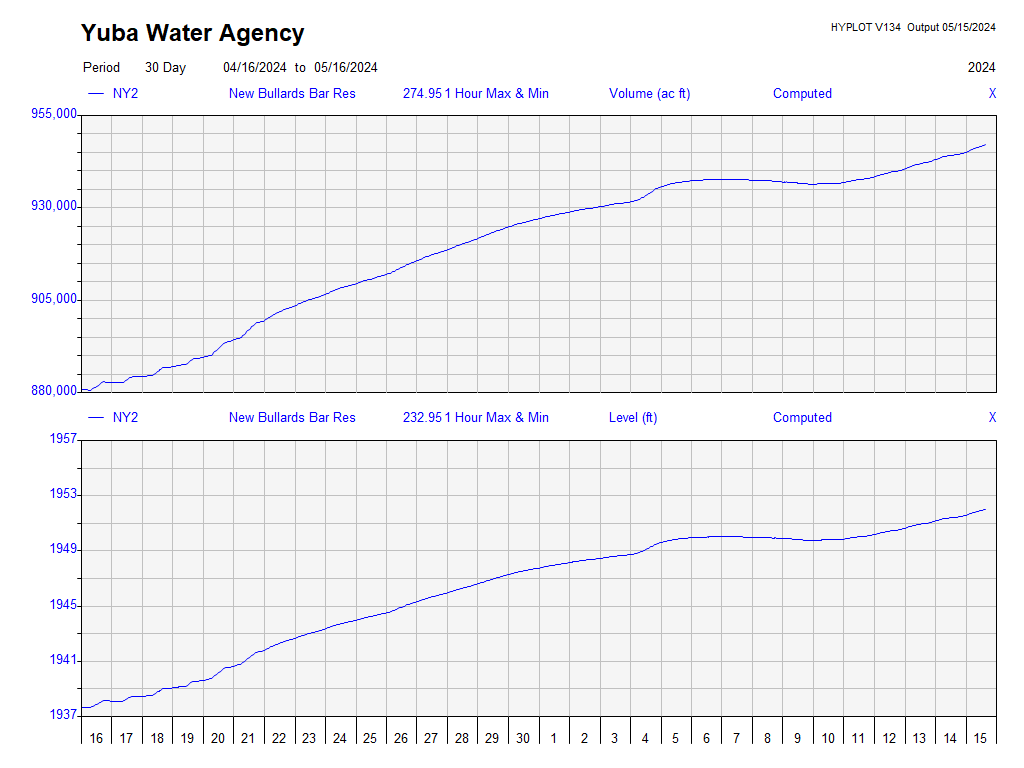 Yuba Water Agency
HYPLOT V134 Output 05/15/2024
Period 30 Day 04/16/2024 to 05/16/2024 2024
NY2 New Bullards Bar Res 274.95 1 Hour Max & Min Volume (ac ft) Computed X
955,000
930,000
905,000
880,000
NY2 New Bullards Bar Res 232.95 1 Hour Max & Min Level (ft) Computed X
1957
1953
1949
1945
1941
1937
16 17 18 19 20 21 22 23 24 25 26 27 28 29 30 1 2 3 4 5 6 7 8 9 10 11 12 13 14 15